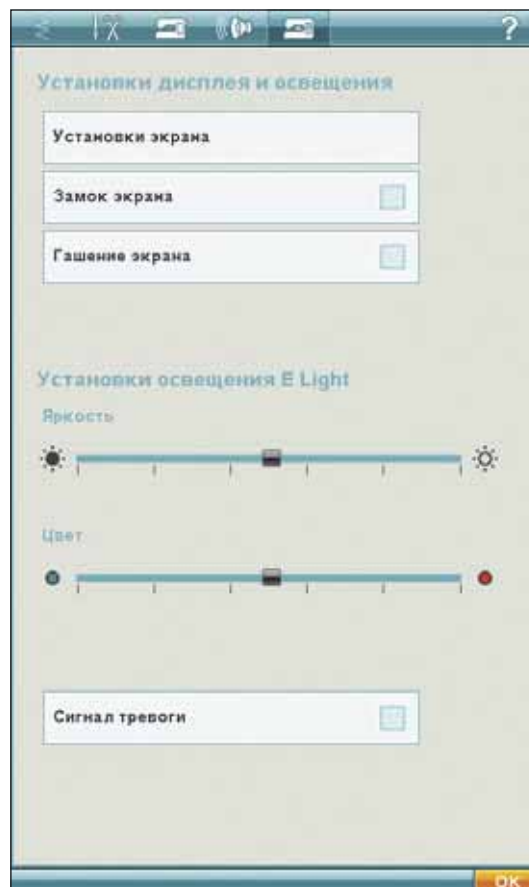 ?
Установки дисплея и освещения
Установки экрана
Замок экрана
Гашение экрана
Установки освещения E Light
Яркость
Цвет
Сигнал тревоги
OK